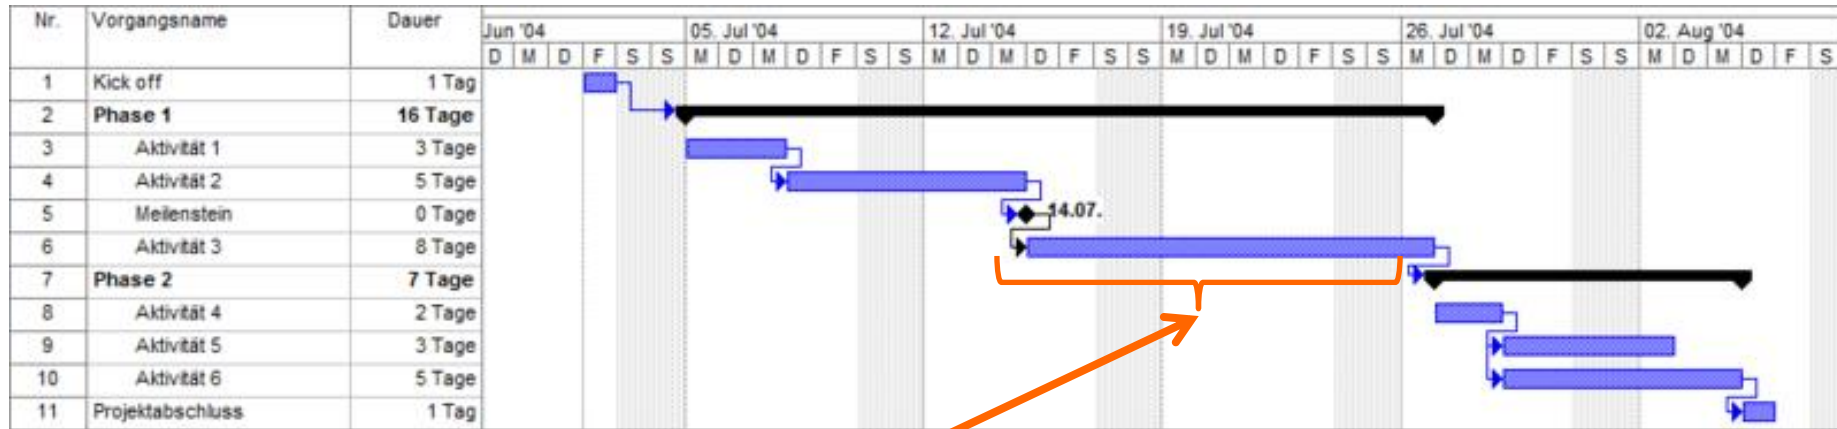 Nr. Vorgangsname Dauer
Jun '04 05. Jul '04 12. Jul '04 19. Jul '04 26. Jul '04 02. Aug '04
D M D F S S M D M D F S S M D M D F S S M D M D F S S M D M D F S S M D M D F S
1 Kick off 1 Tag
2 Phase 1 16 Tage
3 Aktivität 1 3 Tage
4 Aktivität 2 5 Tage
5 Meilenstein 0 Tage 14.07.
6 Aktivität 3 8 Tage
7 Phase 2 7 Tage
8 Aktivität 4 2 Tage
9 Aktivität 5 3 Tage
10 Aktivität 6 5 Tage
11 Projektabschluss 1 Tag